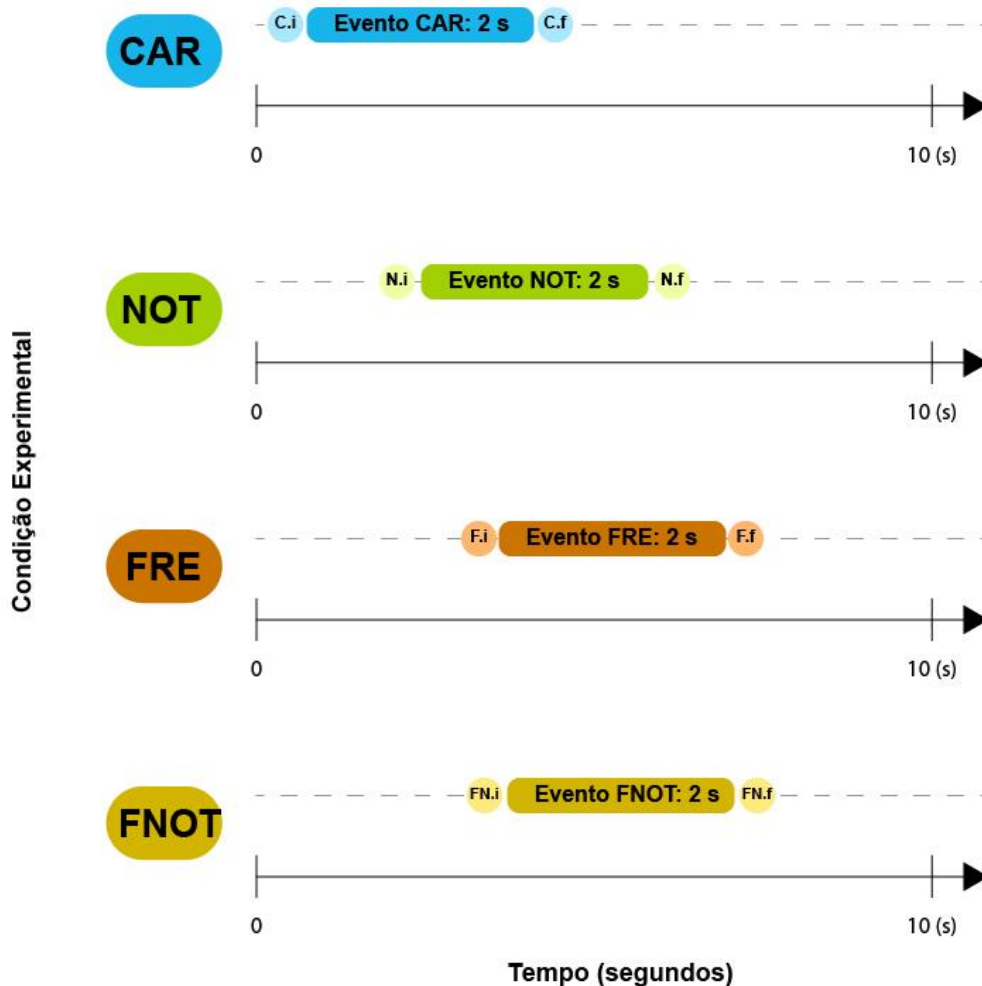 C.i Evento CAR: 2 s C.f
CAR
0 10 (s)
N.i Evento NOT: 2 s N.f
NOT
0 10 (s)
Condição Experimental
F.i Evento FRE: 2 s F.f
FRE
0 10 (s)
FN.i Evento FNOT: 2 s FN.f
FNOT
0 10 (s)
Tempo (segundos)